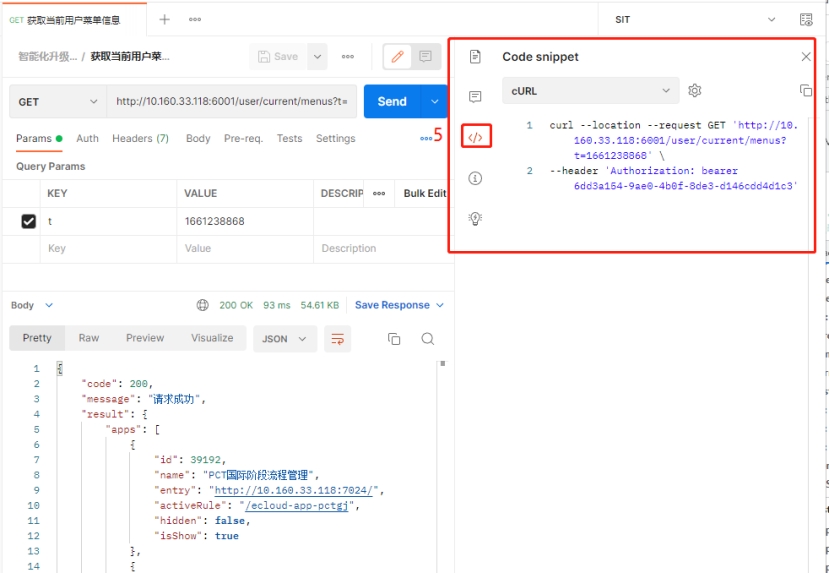 GET 获取当前用户菜单信息
SIT
智能化升级... / 获取当前用户菜...
Save
GET
http://10.160.33.118:6001/user/current/menus?t=
Send
Params
Auth
Headers (7)
Body
Pre-req.
Tests
Settings
5
Query Params
KEY
VALUE
DESCRIP
Bulk Edit
t
1661238868
Key
Value
Description
Code snippet
cURL
1 curl --location --request GET 'http://10.
160.33.118:6001/user/current/menus?
t=1661238868' \
2 --header 'Authorization: bearer
6dd3a154-9ae0-4b0f-8de3-d146cdd4d1c3'
Body
200 OK
93 ms
54.61 KB
Save Response
Pretty
Raw
Preview
Visualize
JSON
1 {
2 "code": 200,
3 "message": "请求成功",
4 "result": {
5 "apps": [
6 {
7 "id": 39192,
8 "name": "PCT国际阶段流程管理",
9 "entry": "http://10.160.33.118:7024/",
10 "activeRule": "/ecloud-app-pctgj",
11 "hidden": false,
12 "isShow": true
13 },
14 {